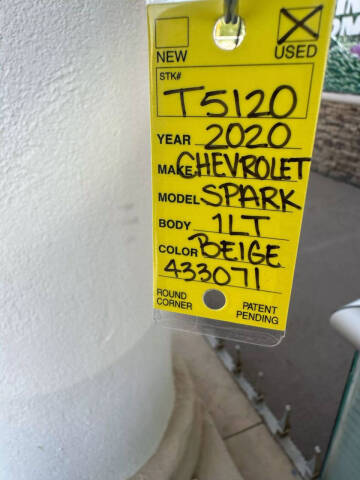 NEW USED
STK#
T5120
YEAR 2020
MAKE CHEVROLET
MODEL SPARK
BODY 1LT
COLOR BEIGE
433071
ROUND CORNER PATENT PENDING